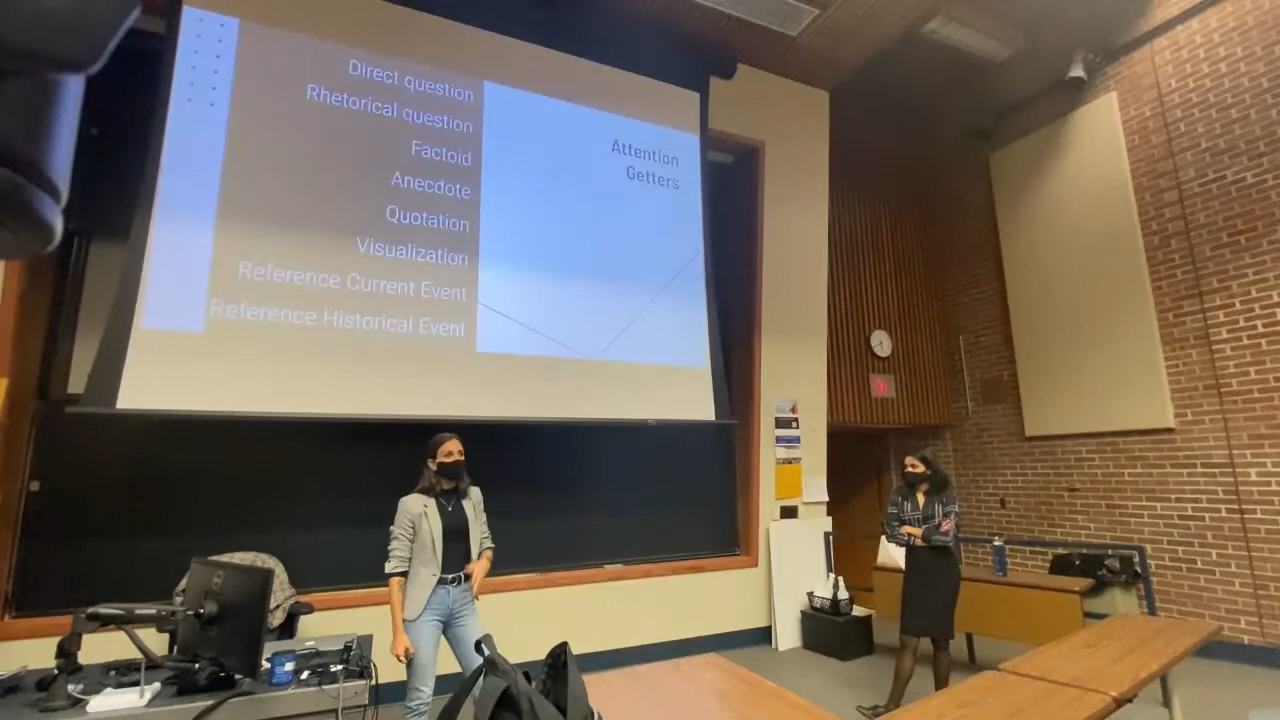 Direct question
Rhetorical question
Factoid
Anecdote
Quotation
Visualization
Reference Current Event
Reference Historical Event
Attention
Getters